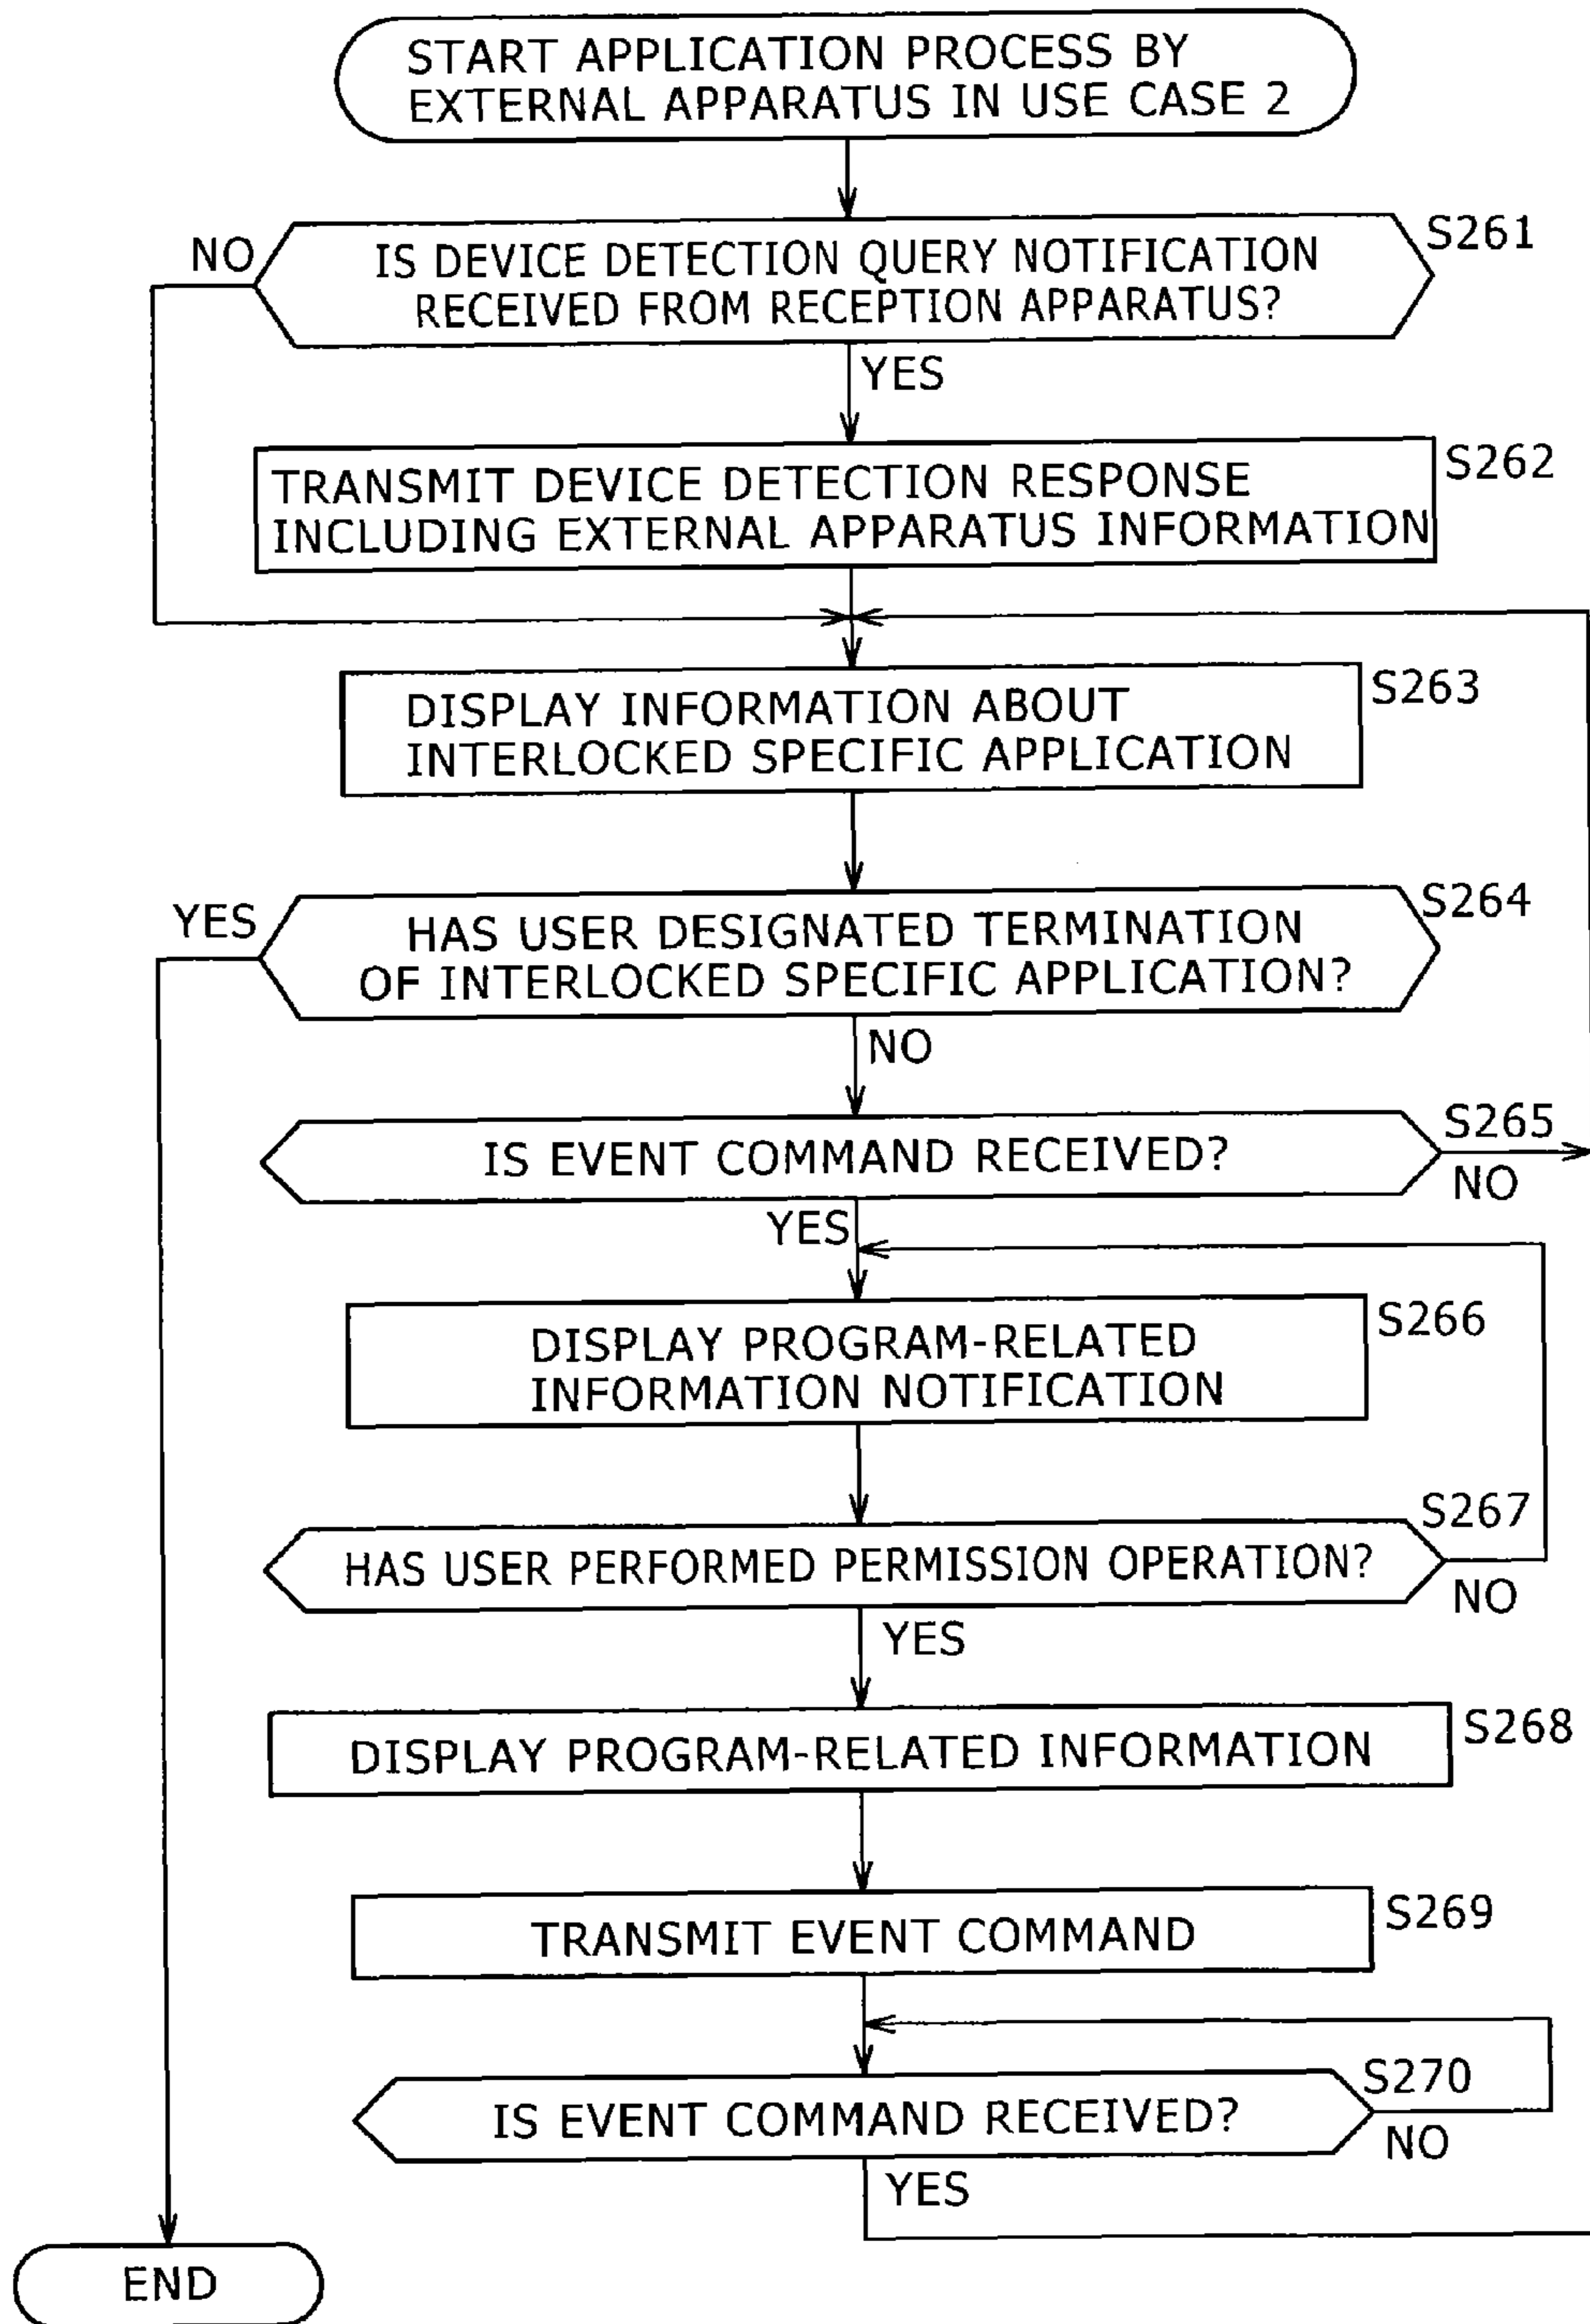 START APPLICATION PROCESS BY
EXTERNAL APPARATUS IN USE CASE 2
S261
NO
IS DEVICE DETECTION QUERY NOTIFICATION
RECEIVED FROM RECEPTION APPARATUS?
YES
S262
TRANSMIT DEVICE DETECTION RESPONSE
INCLUDING EXTERNAL APPARATUS INFORMATION
S263
DISPLAY INFORMATION ABOUT
INTERLOCKED SPECIFIC APPLICATION
S264
YES
HAS USER DESIGNATED TERMINATION
OF INTERLOCKED SPECIFIC APPLICATION?
NO
S265
IS EVENT COMMAND RECEIVED?
NO
YES
S266
DISPLAY PROGRAM-RELATED
INFORMATION NOTIFICATION
S267
HAS USER PERFORMED PERMISSION OPERATION?
NO
YES
S268
DISPLAY PROGRAM-RELATED INFORMATION
S269
TRANSMIT EVENT COMMAND
S270
IS EVENT COMMAND RECEIVED?
NO
YES
END